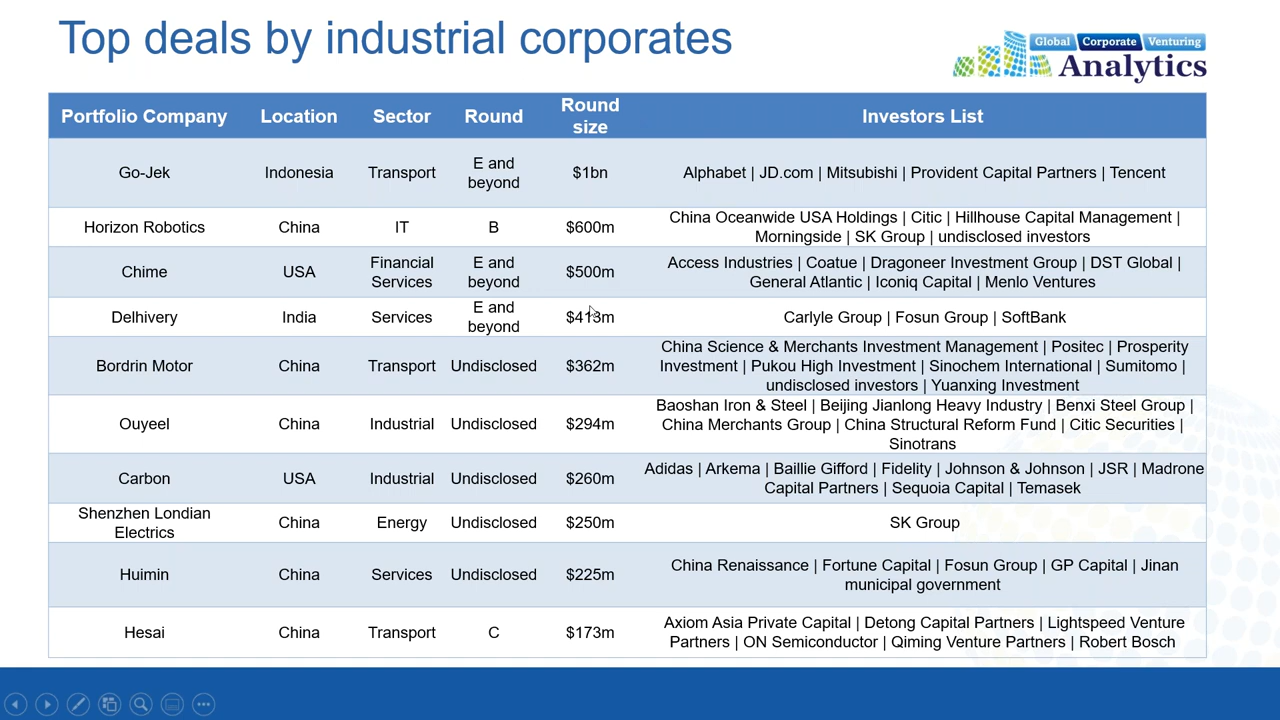 Top deals by industrial corporates
Global Corporate Venturing
Analytics
Portfolio Company Location Sector Round Round size Investors List
Go-Jek Indonesia Transport E and beyond $1bn Alphabet | JD.com | Mitsubishi | Provident Capital Partners | Tencent
Horizon Robotics China IT B $600m China Oceanwide USA Holdings | Citic | Hillhouse Capital Management |
Morningside | SK Group | undisclosed investors
Chime USA Financial Services E and beyond $500m Access Industries | Coatue | Dragoneer Investment Group | DST Global |
General Atlantic | Iconiq Capital | Menlo Ventures
Delhivery India Services E and beyond $413m Carlyle Group | Fosun Group | SoftBank
Bordrin Motor China Transport Undisclosed $362m China Science & Merchants Investment Management | Positec | Prosperity
Investment | Pukou High Investment | Sinochem International | Sumitomo |
undisclosed investors | Yuanxing Investment
Ouyeel China Industrial Undisclosed $294m Baoshan Iron & Steel | Beijing Jianlong Heavy Industry | Benxi Steel Group |
China Merchants Group | China Structural Reform Fund | Citic Securities |
Sinotrans
Carbon USA Industrial Undisclosed $260m Adidas | Arkema | Baillie Gifford | Fidelity | Johnson & Johnson | JSR | Madrone
Capital Partners | Sequoia Capital | Temasek
Shenzhen Londian Electrics China Energy Undisclosed $250m SK Group
Huimin China Services Undisclosed $225m China Renaissance | Fortune Capital | Fosun Group | GP Capital | Jinan
municipal government
Hesai China Transport C $173m Axiom Asia Private Capital | Detong Capital Partners | Lightspeed Venture
Partners | ON Semiconductor | Qiming Venture Partners | Robert Bosch